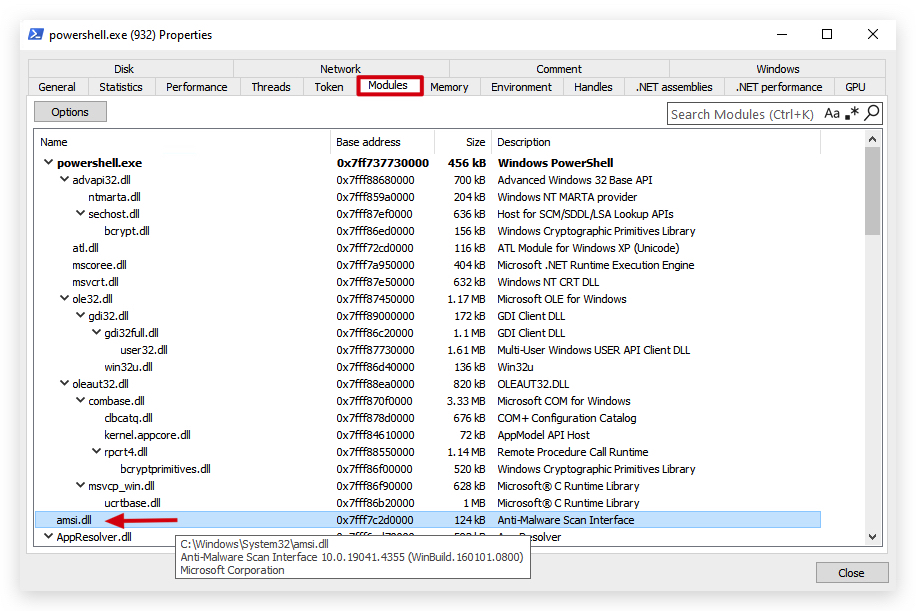 powershell.exe (932) Properties
Disk Network Comment Windows
General Statistics Performance Threads Token Modules Memory Environment Handles .NET assemblies .NET performance GPU
Options Search Modules (Ctrl+K) Aa .*
Name Base address Size Description
powershell.exe 0x7ff737730000 456 kB Windows PowerShell
advapi32.dll 0x7fff88680000 700 kB Advanced Windows 32 Base API
ntmarta.dll 0x7fff859a0000 204 kB Windows NT MARTA provider
sechost.dll 0x7fff87ef0000 636 kB Host for SCM/SDDL/LSA Lookup APIs
bcrypt.dll 0x7fff86ed0000 156 kB Windows Cryptographic Primitives Library
atl.dll 0x7fff72cd0000 116 kB ATL Module for Windows XP (Unicode)
mscoree.dll 0x7fff7a950000 404 kB Microsoft .NET Runtime Execution Engine
msvcrt.dll 0x7fff87e50000 632 kB Windows NT CRT DLL
ole32.dll 0x7fff87450000 1.17 MB Microsoft OLE for Windows
gdi32.dll 0x7fff89000000 172 kB GDI Client DLL
gdi32full.dll 0x7fff86c20000 1.1 MB GDI Client DLL
user32.dll 0x7fff87730000 1.61 MB Multi-User Windows USER API Client DLL
win32u.dll 0x7fff86d40000 136 kB Win32u
oleaut32.dll 0x7fff88ea0000 820 kB OLEAUT32.DLL
combase.dll 0x7fff870f0000 3.33 MB Microsoft COM for Windows
clbcatq.dll 0x7fff878d0000 676 kB COM+ Configuration Catalog
kernel.appcore.dll 0x7fff84610000 72 kB AppModel API Host
rpcrt4.dll 0x7fff88550000 1.14 MB Remote Procedure Call Runtime
bcryptprimitives.dll 0x7fff86f00000 520 kB Windows Cryptographic Primitives Library
msvcp_win.dll 0x7fff86f90000 628 kB Microsoft® C Runtime Library
ucrtbase.dll 0x7fff86b20000 1 MB Microsoft® C Runtime Library
amsi.dll 0x7fff7c2d0000 124 kB Anti-Malware Scan Interface
AppResolver.dll
C:\Windows\System32\amsi.dll
Anti-Malware Scan Interface 10.0.19041.4355 (WinBuild.160101.0800)
Microsoft Corporation
Close